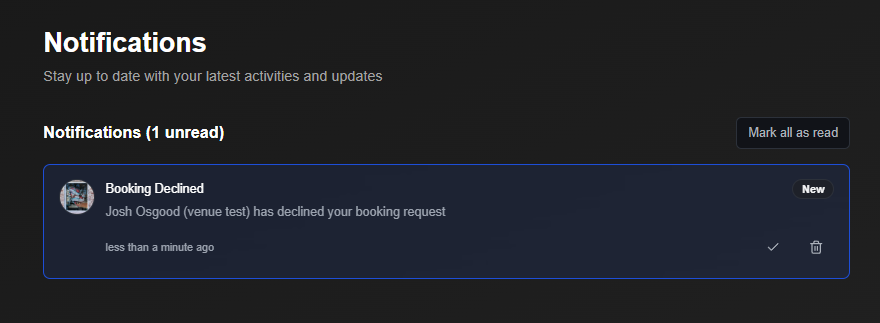 Notifications
Stay up to date with your latest activities and updates
Notifications (1 unread)
Mark all as read
Booking Declined
New
Josh Osgood (venue test) has declined your booking request
less than a minute ago